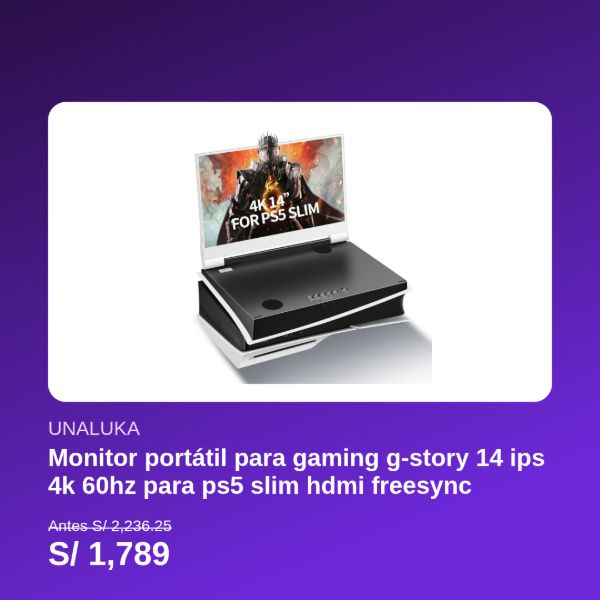 4K 14”
FOR PS5 SLIM
UNALUKA
Monitor portátil para gaming g-story 14 ips
4k 60hz para ps5 slim hdmi freesync
Antes S/ 2,236.25
S/ 1,789